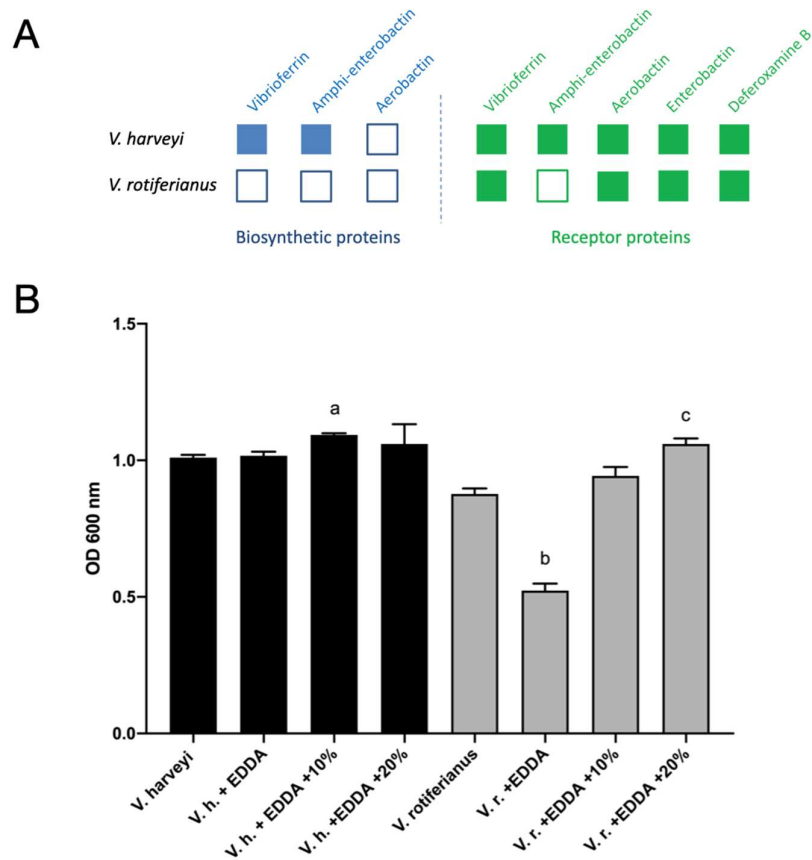 A
Vibrioferrin
Amphi-enterobactin
Aerobactin
Vibrioferrin
Amphi-enterobactin
Aerobactin
Enterobactin
Deferoxamine B
V. harveyi
V. rotiferianus
Biosynthetic proteins
Receptor proteins
B
OD 600 nm
1.5
1.0
0.5
0.0
a
b
c
V. harveyi
V. h. + EDDA
V. h. + EDDA +10%
V. h. +EDDA +20%
V. rotiferianus
V. r. +EDDA
V. r. +EDDA +10%
V. r. +EDDA +20%